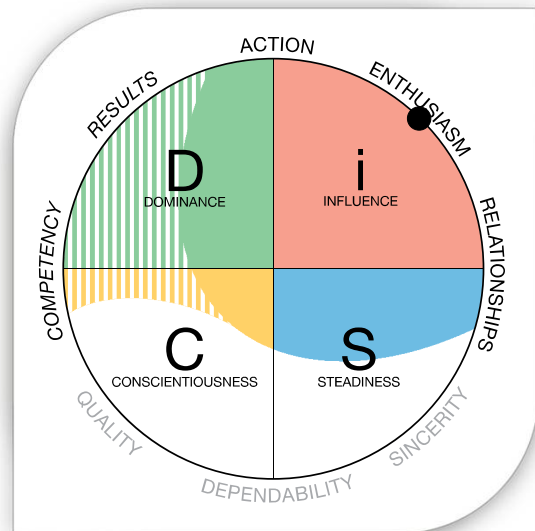 ACTION
RESULTS
ENTHUSIASM
D
DOMINANCE
i
INFLUENCE
COMPETENCY
RELATIONSHIPS
C
CONSCIENTIOUSNESS
S
STEADINESS
QUALITY
SINCERITY
DEPENDABILITY